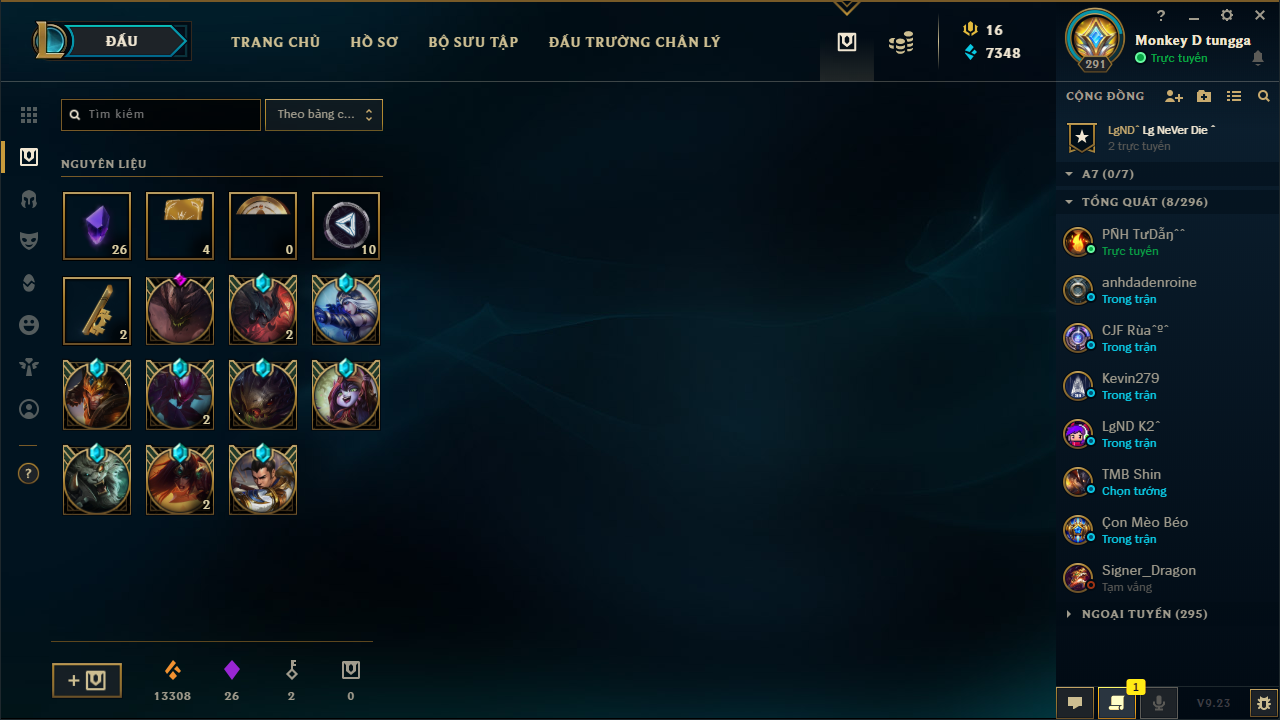 ĐẤU
TRANG CHỦ
HỒ SƠ
BỘ SƯU TẬP
ĐẤU TRƯỜNG CHÂN LÝ
16
7348
?
Monkey D tungga
Trực tuyến
291
CỘNG ĐỒNG
LgNDˆ Lg NeVer Die ˆ
2 trực tuyến
A7 (0/7)
TỔNG QUÁT (8/296)
PÑH TưDẫŋˆˆ
Trực tuyến
anhdadenroine
Trong trận
CJF Rùaˆºˆ
Trong trận
Kevin279
Trong trận
LgND K2ˆ
Trong trận
TMB Shin
Chọn tướng
Çon Mèo Béo
Trong trận
Signer_Dragon
Tạm vắng
NGOẠI TUYẾN (295)
1
V9.23
Tìm kiếm
Theo bảng c...
NGUYÊN LIỆU
26
4
0
10
2
2
2
2
?
13308
26
2
0